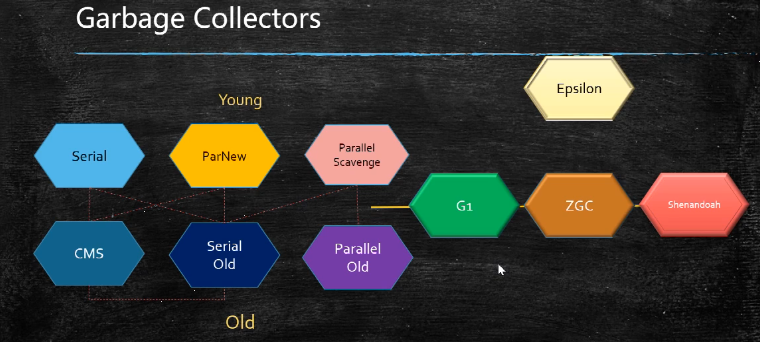 Garbage Collectors
Epsilon
Young
Serial
ParNew
Parallel
Scavenge
G1
ZGC
Shenandoah
CMS
Serial
Old
Parallel
Old
Old